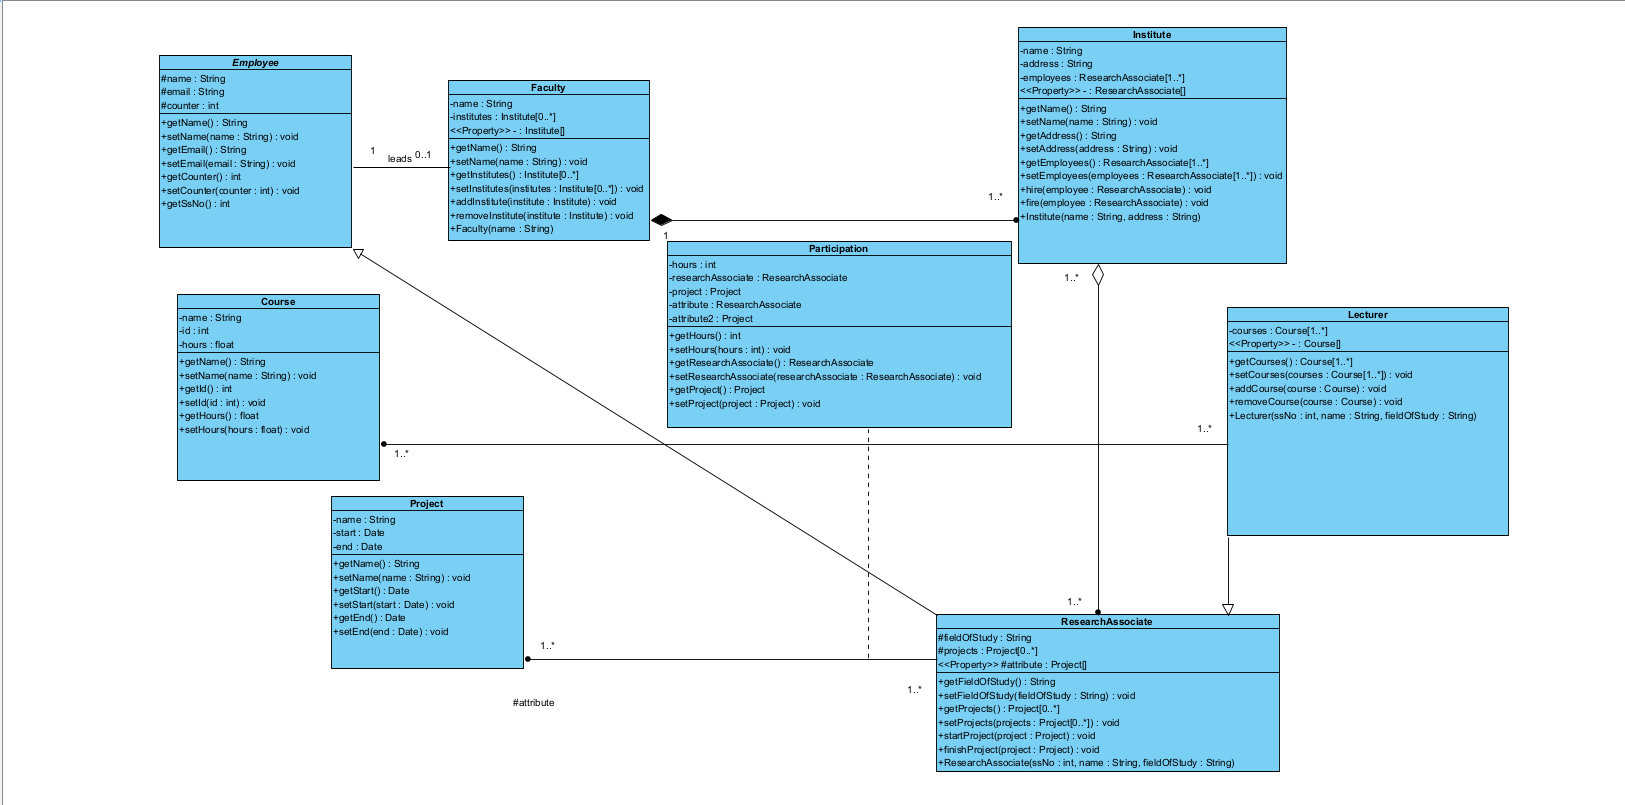 Employee
#name : String
#email : String
#counter : int
+getName() : String
+setName(name : String) : void
+getEmail() : String
+setEmail(email : String) : void
+getCounter() : int
+setCounter(counter : int) : void
+getSsNo() : int
1
leads
0..1
Faculty
-name : String
-institutes : Institute[0..*]
<<Property>> - : Institute[]
+getName() : String
+setName(name : String) : void
+getInstitutes() : Institute[0..*]
+setInstitutes(institutes : Institute[0..*]) : void
+addInstitute(institute : Institute) : void
+removeInstitute(institute : Institute) : void
+Faculty(name : String)
1
1..*
Institute
-name : String
-address : String
-employees : ResearchAssociate[1..*]
<<Property>> - : ResearchAssociate[]
+getName() : String
+setName(name : String) : void
+getAddress() : String
+setAddress(address : String) : void
+getEmployees() : ResearchAssociate[1..*]
+setEmployees(employees : ResearchAssociate[1..*]) : void
+hire(employee : ResearchAssociate) : void
+fire(employee : ResearchAssociate) : void
+Institute(name : String, address : String)
1..*
Participation
-hours : int
-researchAssociate : ResearchAssociate
-project : Project
-attribute : ResearchAssociate
-attribute2 : Project
+getHours() : int
+setHours(hours : int) : void
+getResearchAssociate() : ResearchAssociate
+setResearchAssociate(researchAssociate : ResearchAssociate) : void
+getProject() : Project
+setProject(project : Project) : void
Course
-name : String
-id : int
-hours : float
+getName() : String
+setName(name : String) : void
+getId() : int
+setId(id : int) : void
+getHours() : float
+setHours(hours : float) : void
1..*
1..*
Lecturer
-courses : Course[1..*]
<<Property>> - : Course[]
+getCourses() : Course[1..*]
+setCourses(courses : Course[1..*]) : void
+addCourse(course : Course) : void
+removeCourse(course : Course) : void
+Lecturer(ssNo : int, name : String, fieldOfStudy : String)
Project
-name : String
-start : Date
-end : Date
+getName() : String
+setName(name : String) : void
+getStart() : Date
+setStart(start : Date) : void
+getEnd() : Date
+setEnd(end : Date) : void
1..*
#attribute
1..*
1..*
ResearchAssociate
#fieldOfStudy : String
#projects : Project[0..*]
<<Property>> #attribute : Project[]
+getFieldOfStudy() : String
+setFieldOfStudy(fieldOfStudy : String) : void
+getProjects() : Project[0..*]
+setProjects(projects : Project[0..*]) : void
+startProject(project : Project) : void
+finishProject(project : Project) : void
+ResearchAssociate(ssNo : int, name : String, fieldOfStudy : String)